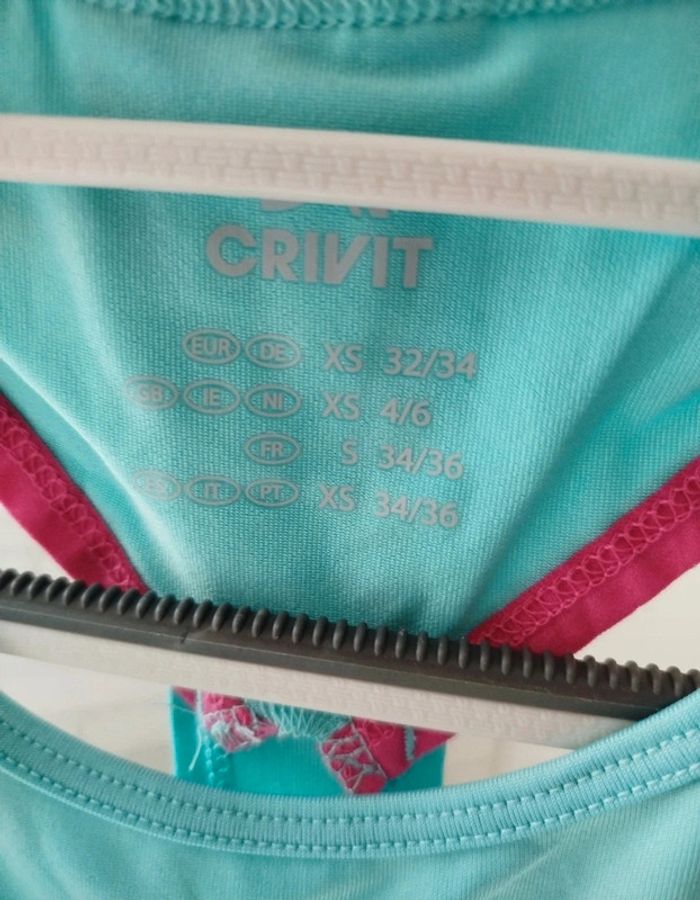 CRIVIT
EUR DE XS 32/34
GB IE NI XS 4/6
FR S 34/36
ES IT PT XS 34/36